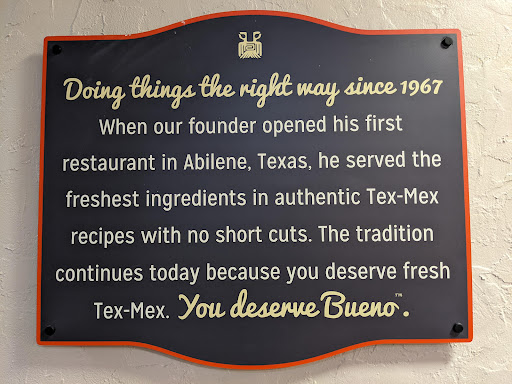 Doing things the right way since 1967
When our founder opened his first
restaurant in Abilene, Texas, he served the
freshest ingredients in authentic Tex-Mex
recipes with no short cuts. The tradition
continues today because you deserve fresh
Tex-Mex. You deserve Bueno™.